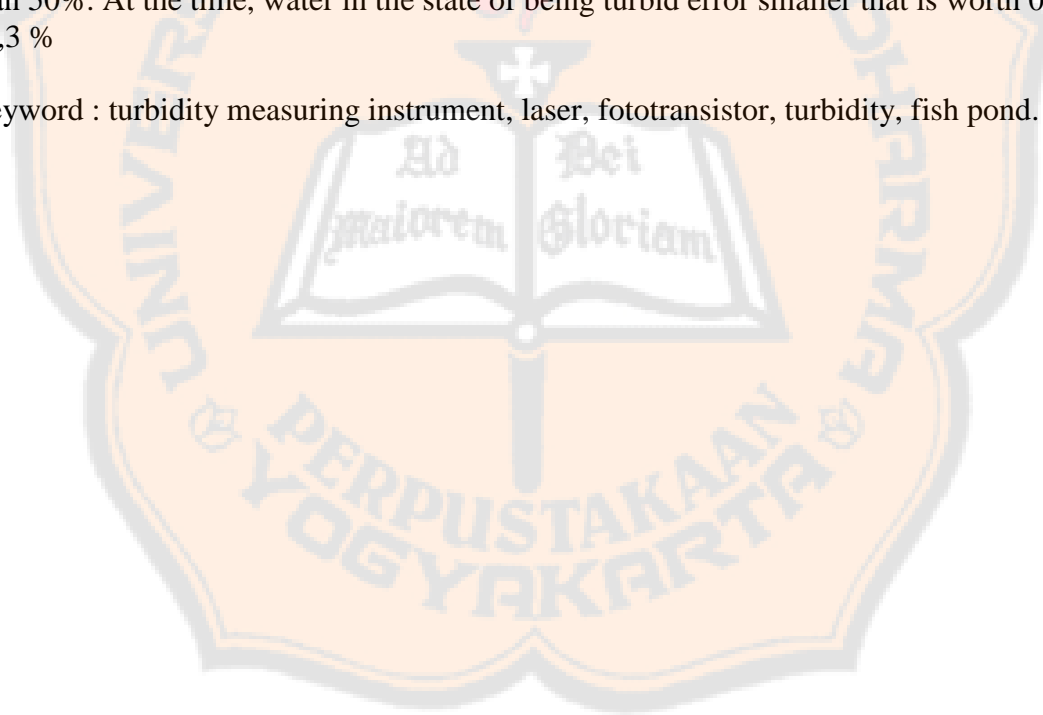 an 50%. At the time, water in the state of being turbid error smaller that is worth 0
,3 %
eyword : turbidity measuring instrument, laser, fototransistor, turbidity, fish pond.
Ad Dei
Maiorem Gloriam
PERPUSTAKAAN
YOGYAKARTA